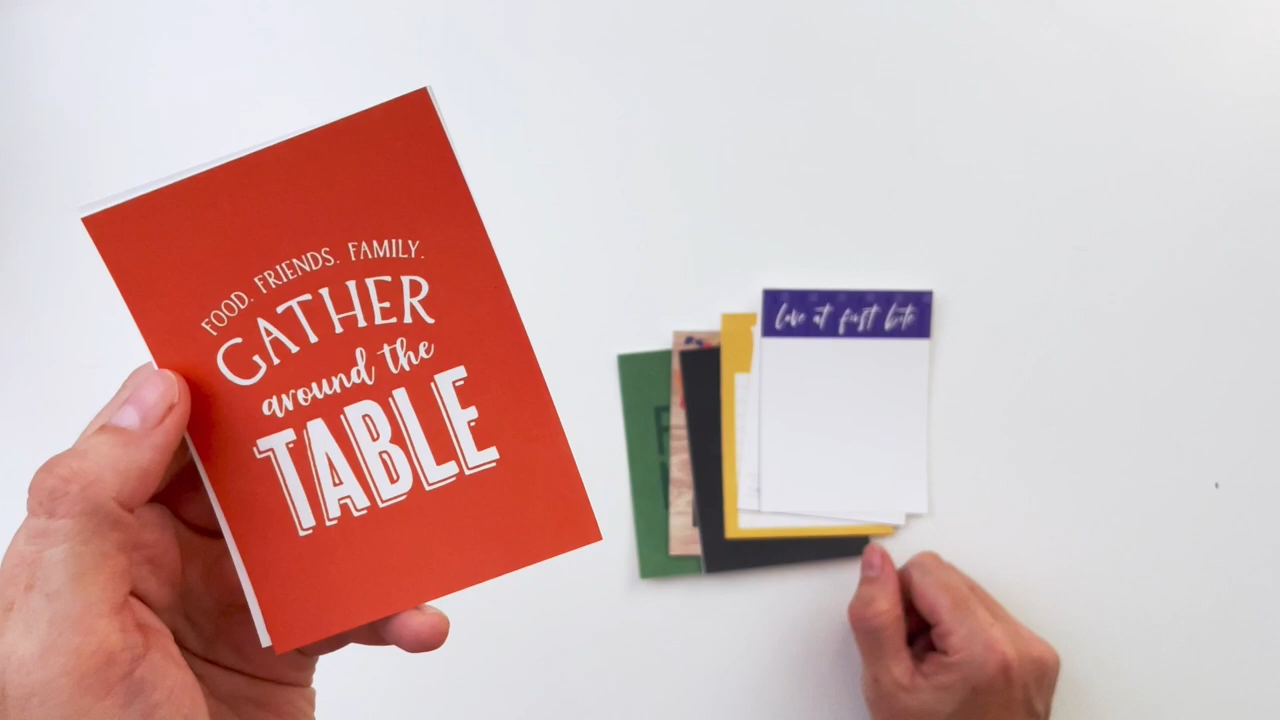 FOOD. FRIENDS. FAMILY.
GATHER
around the
TABLE
love at first bite